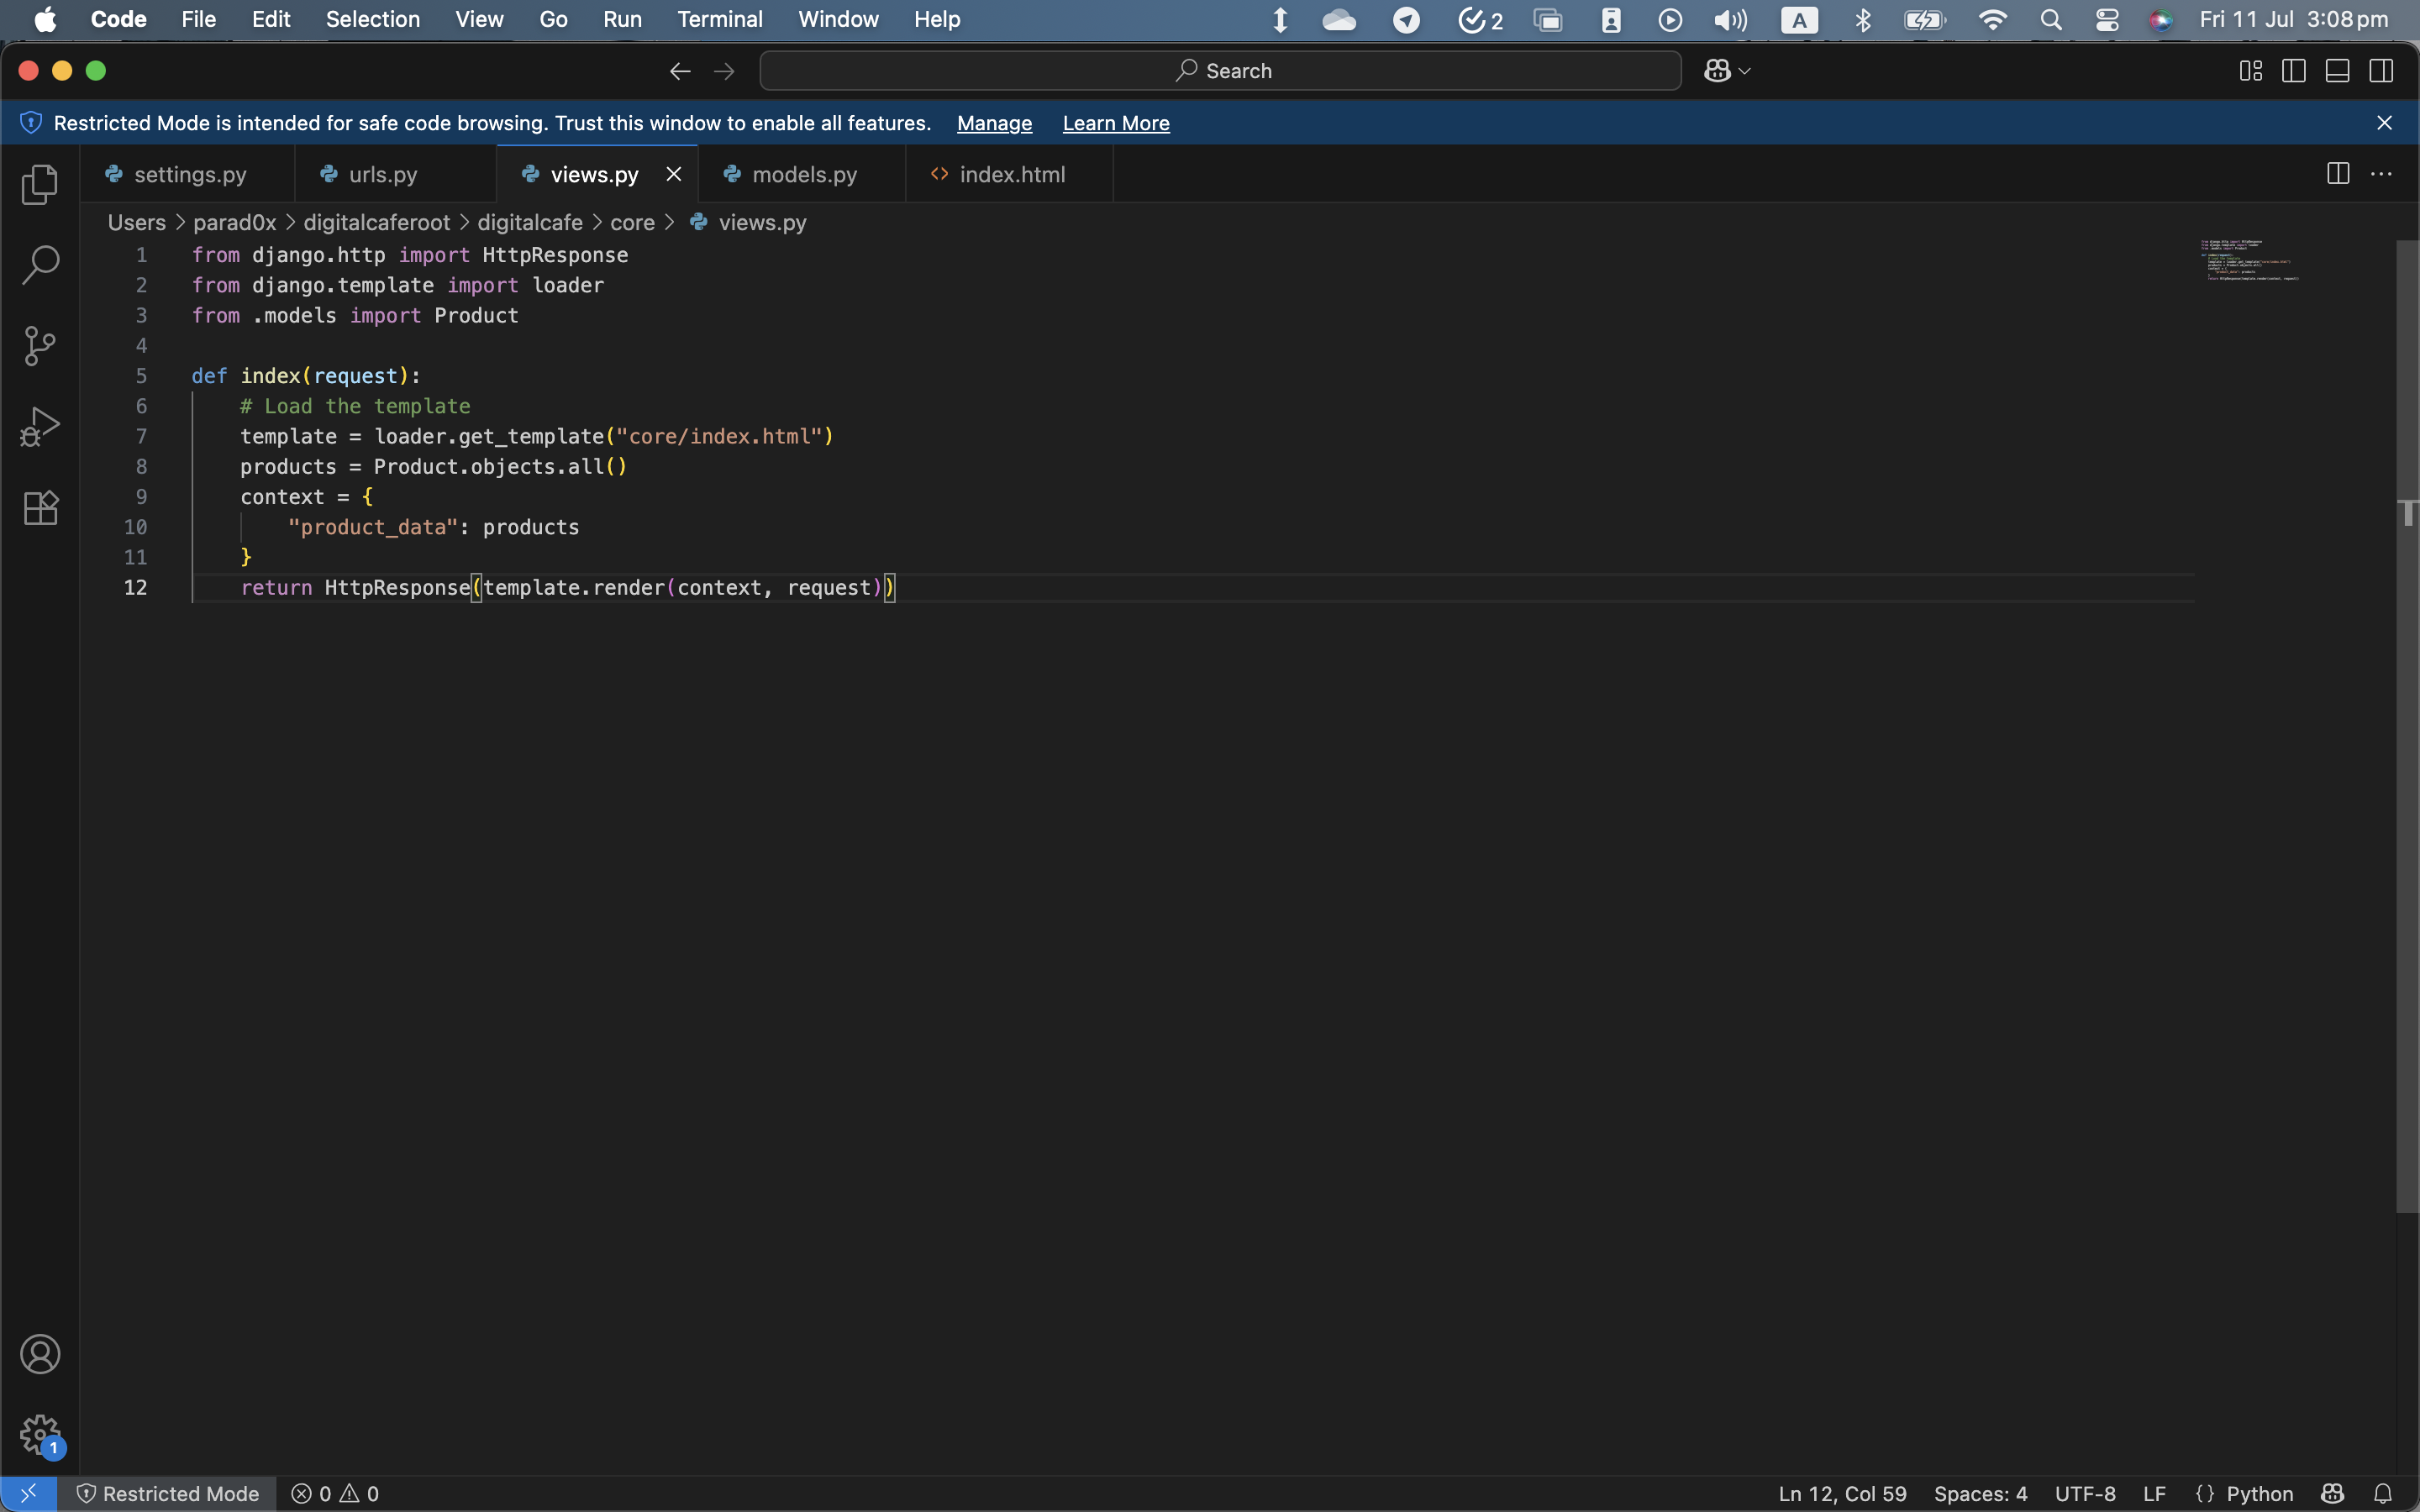 Code File Edit Selection View Go Run Terminal Window Help 2 A Fri 11 Jul 3:08 pm
Search
Restricted Mode is intended for safe code browsing. Trust this window to enable all features. Manage Learn More
settings.py urls.py views.py models.py index.html
Users > parad0x > digitalcaferoot > digitalcafe > core > views.py
1 from django.http import HttpResponse
2 from django.template import loader
3 from .models import Product
4
5 def index(request):
6     # Load the template
7     template = loader.get_template("core/index.html")
8     products = Product.objects.all()
9     context = {
10         "product_data": products
11     }
12     return HttpResponse(template.render(context, request))
1
Restricted Mode 0 0 Ln 12, Col 59 Spaces: 4 UTF-8 LF {} Python